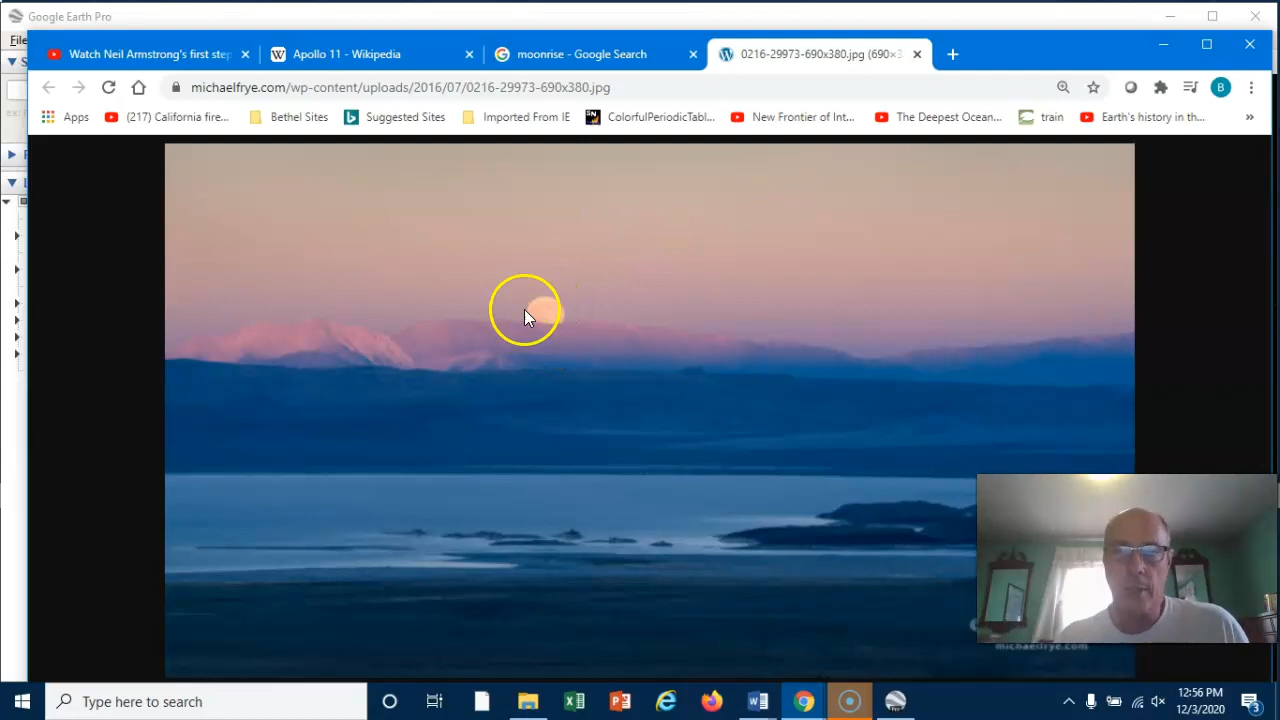 Google Earth Pro
File
Watch Neil Armstrong's first step
Apollo 11 - Wikipedia
moonrise - Google Search
0216-29973-690x380.jpg (690×3
michaelfrye.com/wp-content/uploads/2016/07/0216-29973-690x380.jpg
B
Apps
(217) California fire...
Bethel Sites
Suggested Sites
Imported From IE
ColorfulPeriodicTabl...
New Frontier of Int...
The Deepest Ocean...
train
Earth's history in th...
»
michaelfrye.com
Type here to search
12:56 PM
12/3/2020
3